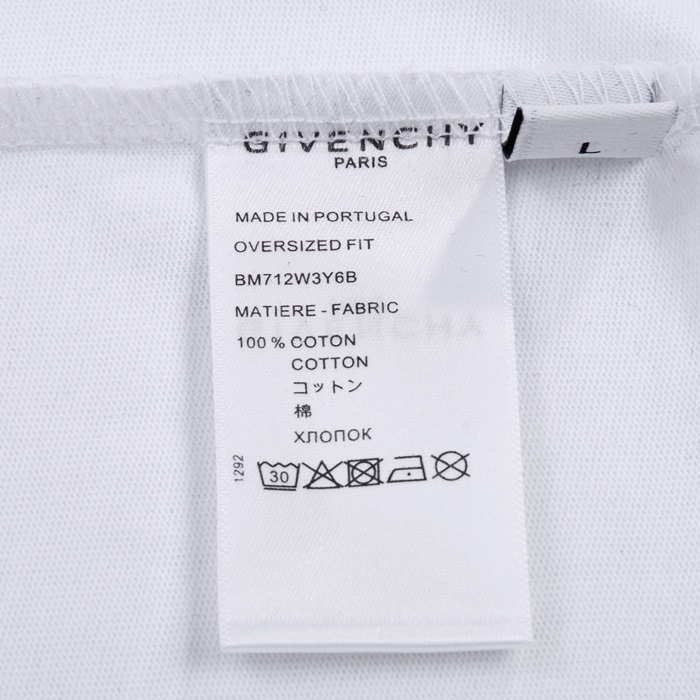 GIVENCHY
PARIS
L
MADE IN PORTUGAL
OVERSIZED FIT
BM712W3Y6B
MATIERE - FABRIC
100 % COTON
COTTON
コットン
棉
ХЛОПОК
1292
30